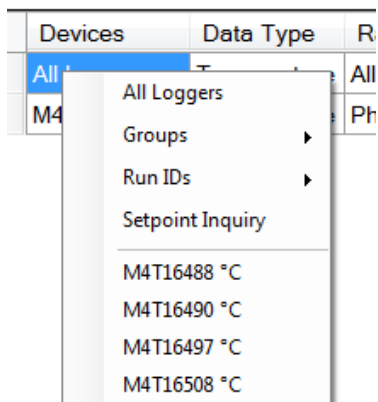 Devices Data Type
All All
M4 Ph
All Loggers
Groups
Run IDs
Setpoint Inquiry
M4T16488 °C
M4T16490 °C
M4T16497 °C
M4T16508 °C